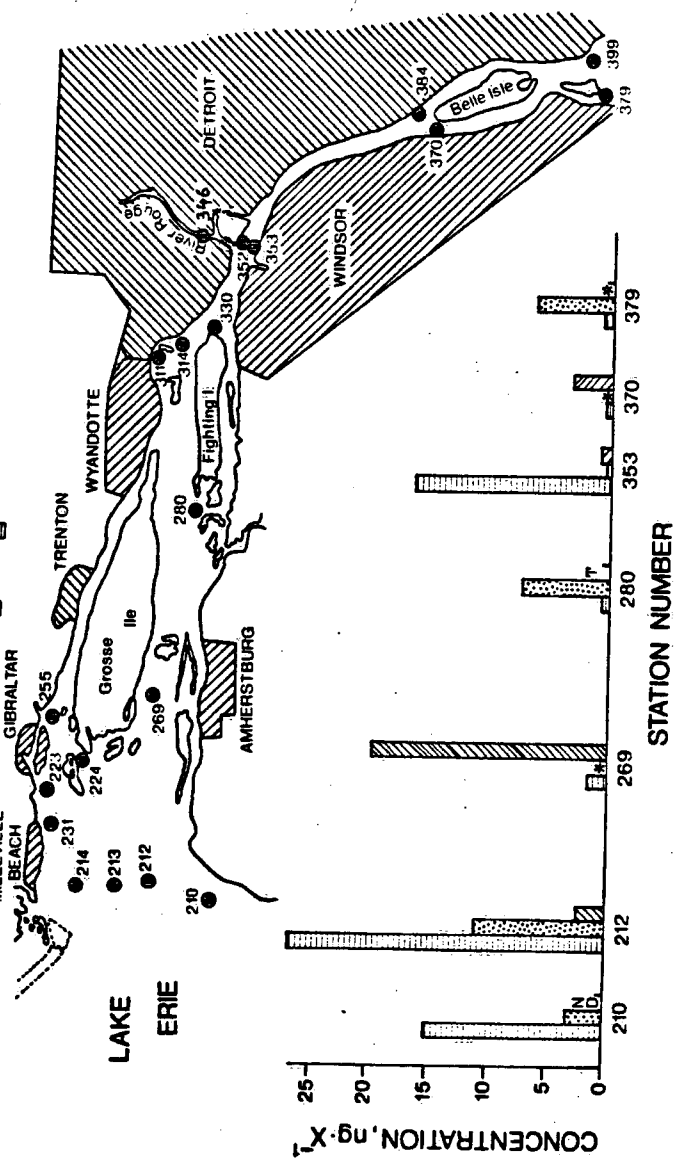 GIBRALTAR
BEACH
TRENTON
WYANDOTTE
DETROIT
River Rouge
WINDSOR
Belle Isle
Fighting I.
Grosse
Ile
AMHERSTBURG
LAKE
ERIE
255
223
224
231
214
213
212
210
269
280
311
314
330
346
352
353
384
370
399
379
CONCENTRATION, ng·X⁻¹
25
20
15
10
5
0
N
D
*
T
*
*
210
212
269
280
353
370
379
STATION NUMBER